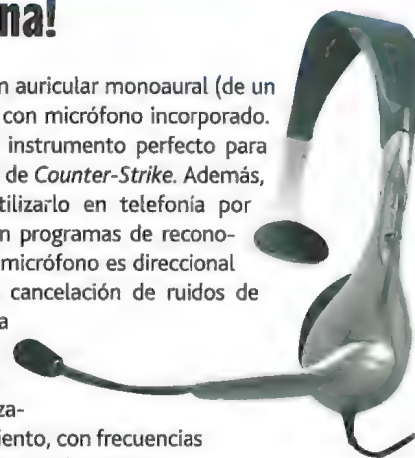 na!
n auricular monoaural (de un
con micrófono incorporado.
instrumento perfecto para
de Counter-Strike. Además,
tilizarlo en telefonía por
n programas de recono-
micrófono es direccional
cancelación de ruidos de
a
za-
iento, con frecuencias